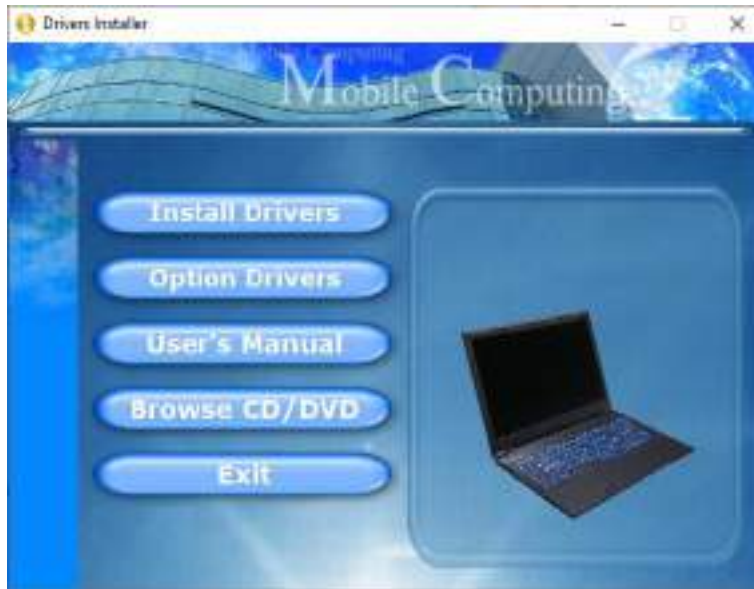 Drivers Installer
Mobile Computing
Install Drivers
Option Drivers
User's Manual
Browse CD/DVD
Exit